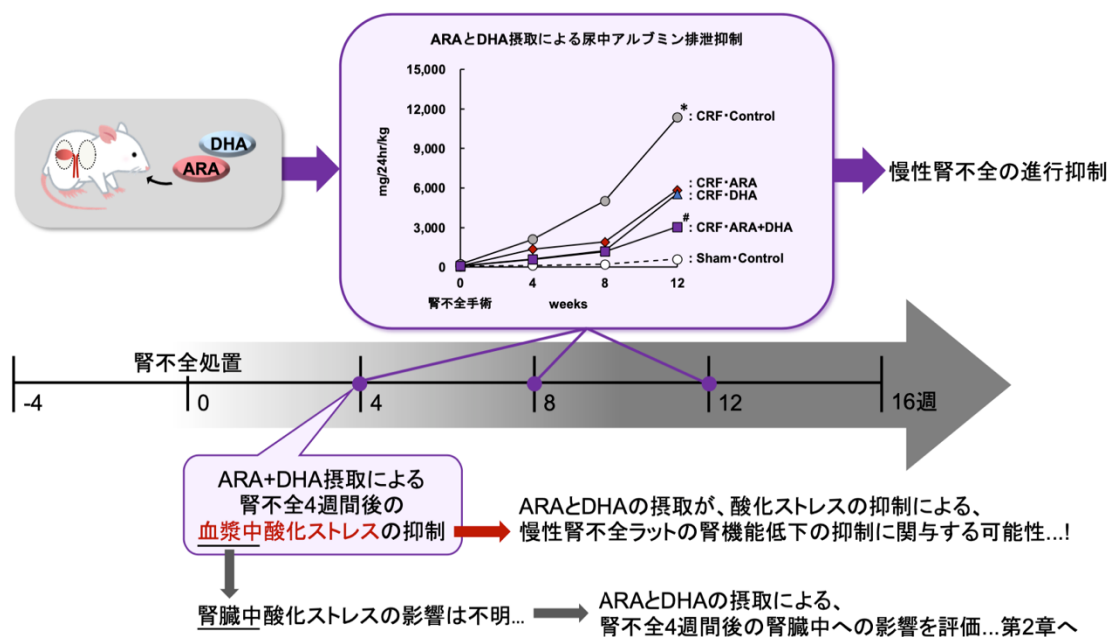 ARAとDHA摂取による尿中アルブミン排泄抑制
15,000
12,000
9,000
6,000
3,000
0
mg/24hr/kg
*
: CRF・Control
: CRF・ARA
: CRF・DHA
#
: CRF・ARA+DHA
: Sham・Control
0
4
8
12
腎不全手術
weeks
DHA
ARA
慢性腎不全の進行抑制
腎不全処置
-4
0
4
8
12
16週
ARA+DHA摂取による
腎不全4週間後の
血漿中酸化ストレスの抑制
ARAとDHAの摂取が、酸化ストレスの抑制による、
慢性腎不全ラットの腎機能低下の抑制に関与する可能性...!
腎臓中酸化ストレスの影響は不明...
ARAとDHAの摂取による、
腎不全4週間後の腎臓中への影響を評価...第2章へ